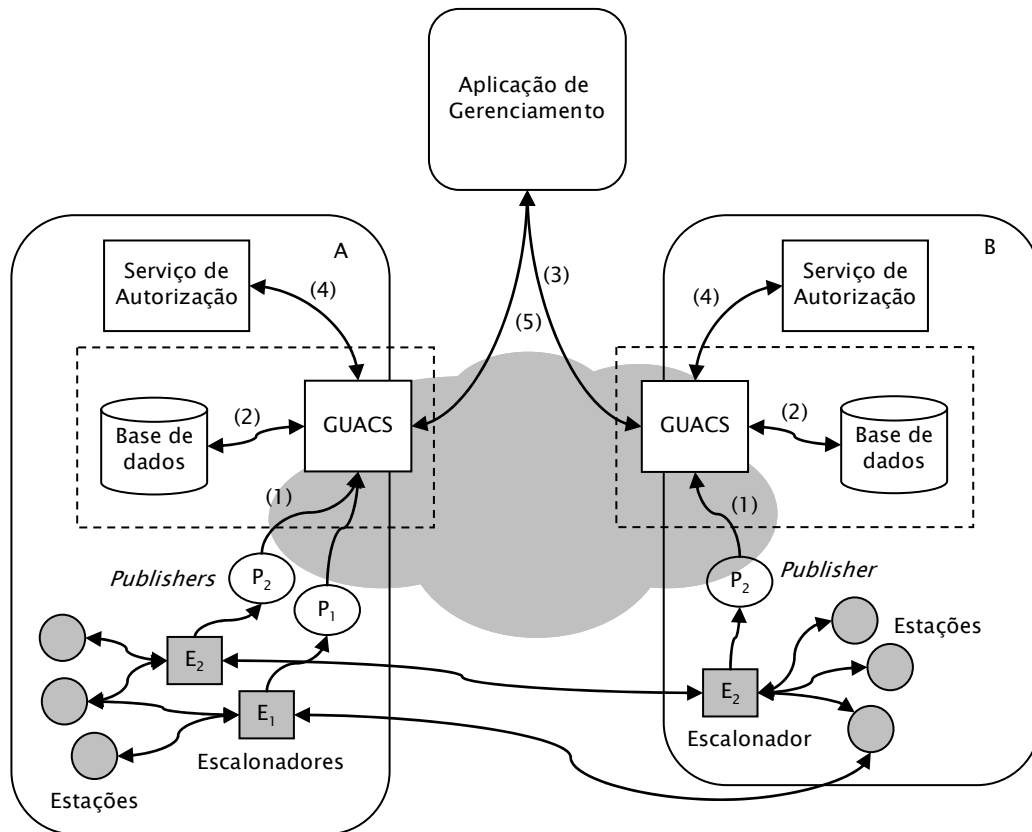 Aplicação de
Gerenciamento
A
Serviço de
Autorização
(4)
(3)
(5)
B
Serviço de
Autorização
(4)
GUACS
(2)
Base de
dados
(1)
GUACS
(2)
Base de
dados
(1)
Publishers
P2
P1
E2
E1
Escalonadores
Estações
Publisher
P2
Estações
E2
Escalonador